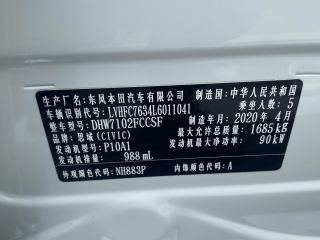 生产厂名:东风本田汽车有限公司 制造国:中华人民共和国
车辆识别代号:LVHFC7634L6011041 乘坐人数:5
整车型号:DHW7102FCCSF 制造年月:2020年4月
品牌:思域(CIVIC) 最大允许总质量:1685kg
发动机型号:P10A1 发动机最大净功率:90kW
发动机排量:988mL
外观颜色代码:NH883P 内饰颜色代码:A